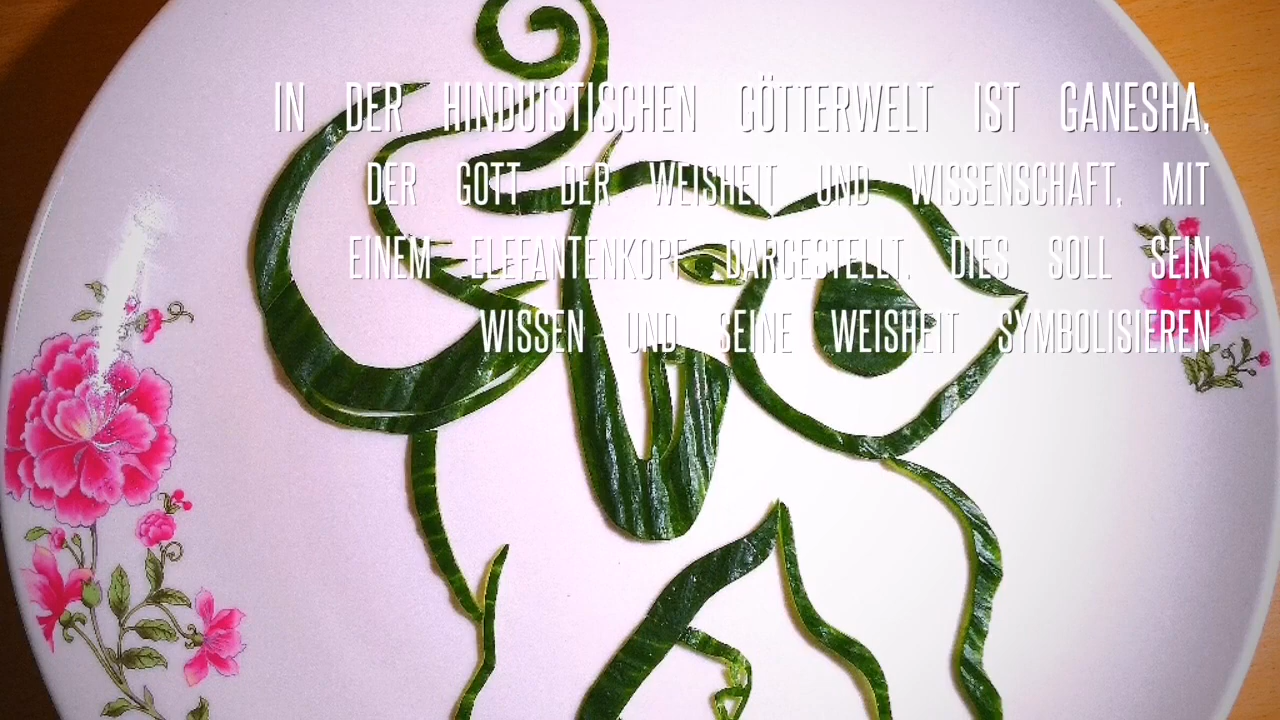 IN DER HINDUISTISCHEN GÖTTERWELT IST GANESHA,
DER GOTT DER WEISHEIT UND WISSENSCHAFT, MIT
EINEM ELEFANTENKOPF DARGESTELLT. DIES SOLL SEIN
WISSEN UND SEINE WEISHEIT SYMBOLISIEREN